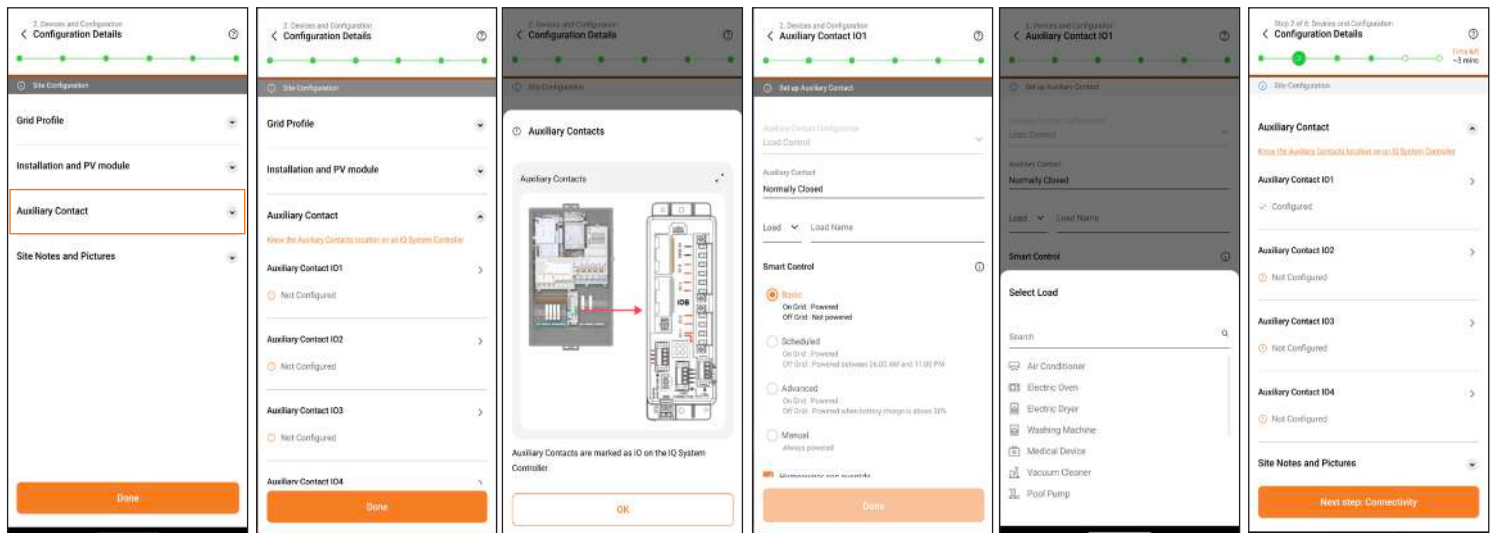 2. Devices and Configuration
Configuration Details
Site Configuration
Grid Profile
Installation and PV module
Auxiliary Contact
Site Notes and Pictures
Done
2. Devices and Configuration
Configuration Details
Site Configuration
Grid Profile
Installation and PV module
Auxiliary Contact
Know the Auxiliary Contacts location on an IQ System Controller
Auxiliary Contact IO1
Not Configured
Auxiliary Contact IO2
Not Configured
Auxiliary Contact IO3
Not Configured
Auxiliary Contact IO4
Done
2. Devices and Configuration
Configuration Details
Site Configuration
Auxiliary Contacts
Auxiliary Contacts
IOB
Auxiliary Contacts are marked as IO on the IQ System
Controller
OK
2. Devices and Configuration
Auxiliary Contact IO1
Set up Auxiliary Contact
Auxiliary Contact Configuration
Load Control
Auxiliary Contact
Normally Closed
Load
Load Name
Smart Control
Basic
On Grid : Powered
Off Grid : Not powered
Scheduled
On Grid : Powered
Off Grid : Powered between 06:00 AM and 11:00 PM
Advanced
On Grid : Powered
Off Grid : Powered when battery charge is above 30%
Manual
Always powered
Homeowner can override
Done
2. Devices and Configuration
Auxiliary Contact IO1
Set up Auxiliary Contact
Auxiliary Contact Configuration
Load Control
Auxiliary Contact
Normally Closed
Load
Load Name
Smart Control
Select Load
Search
Air Conditioner
Electric Oven
Electric Dryer
Washing Machine
Medical Device
Vacuum Cleaner
Pool Pump
Step 2 of 6: Devices and Configuration
Configuration Details
Time left
~3 mins
Site Configuration
Auxiliary Contact
Know the Auxiliary Contacts location on an IQ System Controller
Auxiliary Contact IO1
Configured
Auxiliary Contact IO2
Not Configured
Auxiliary Contact IO3
Not Configured
Auxiliary Contact IO4
Not Configured
Site Notes and Pictures
Next step: Connectivity